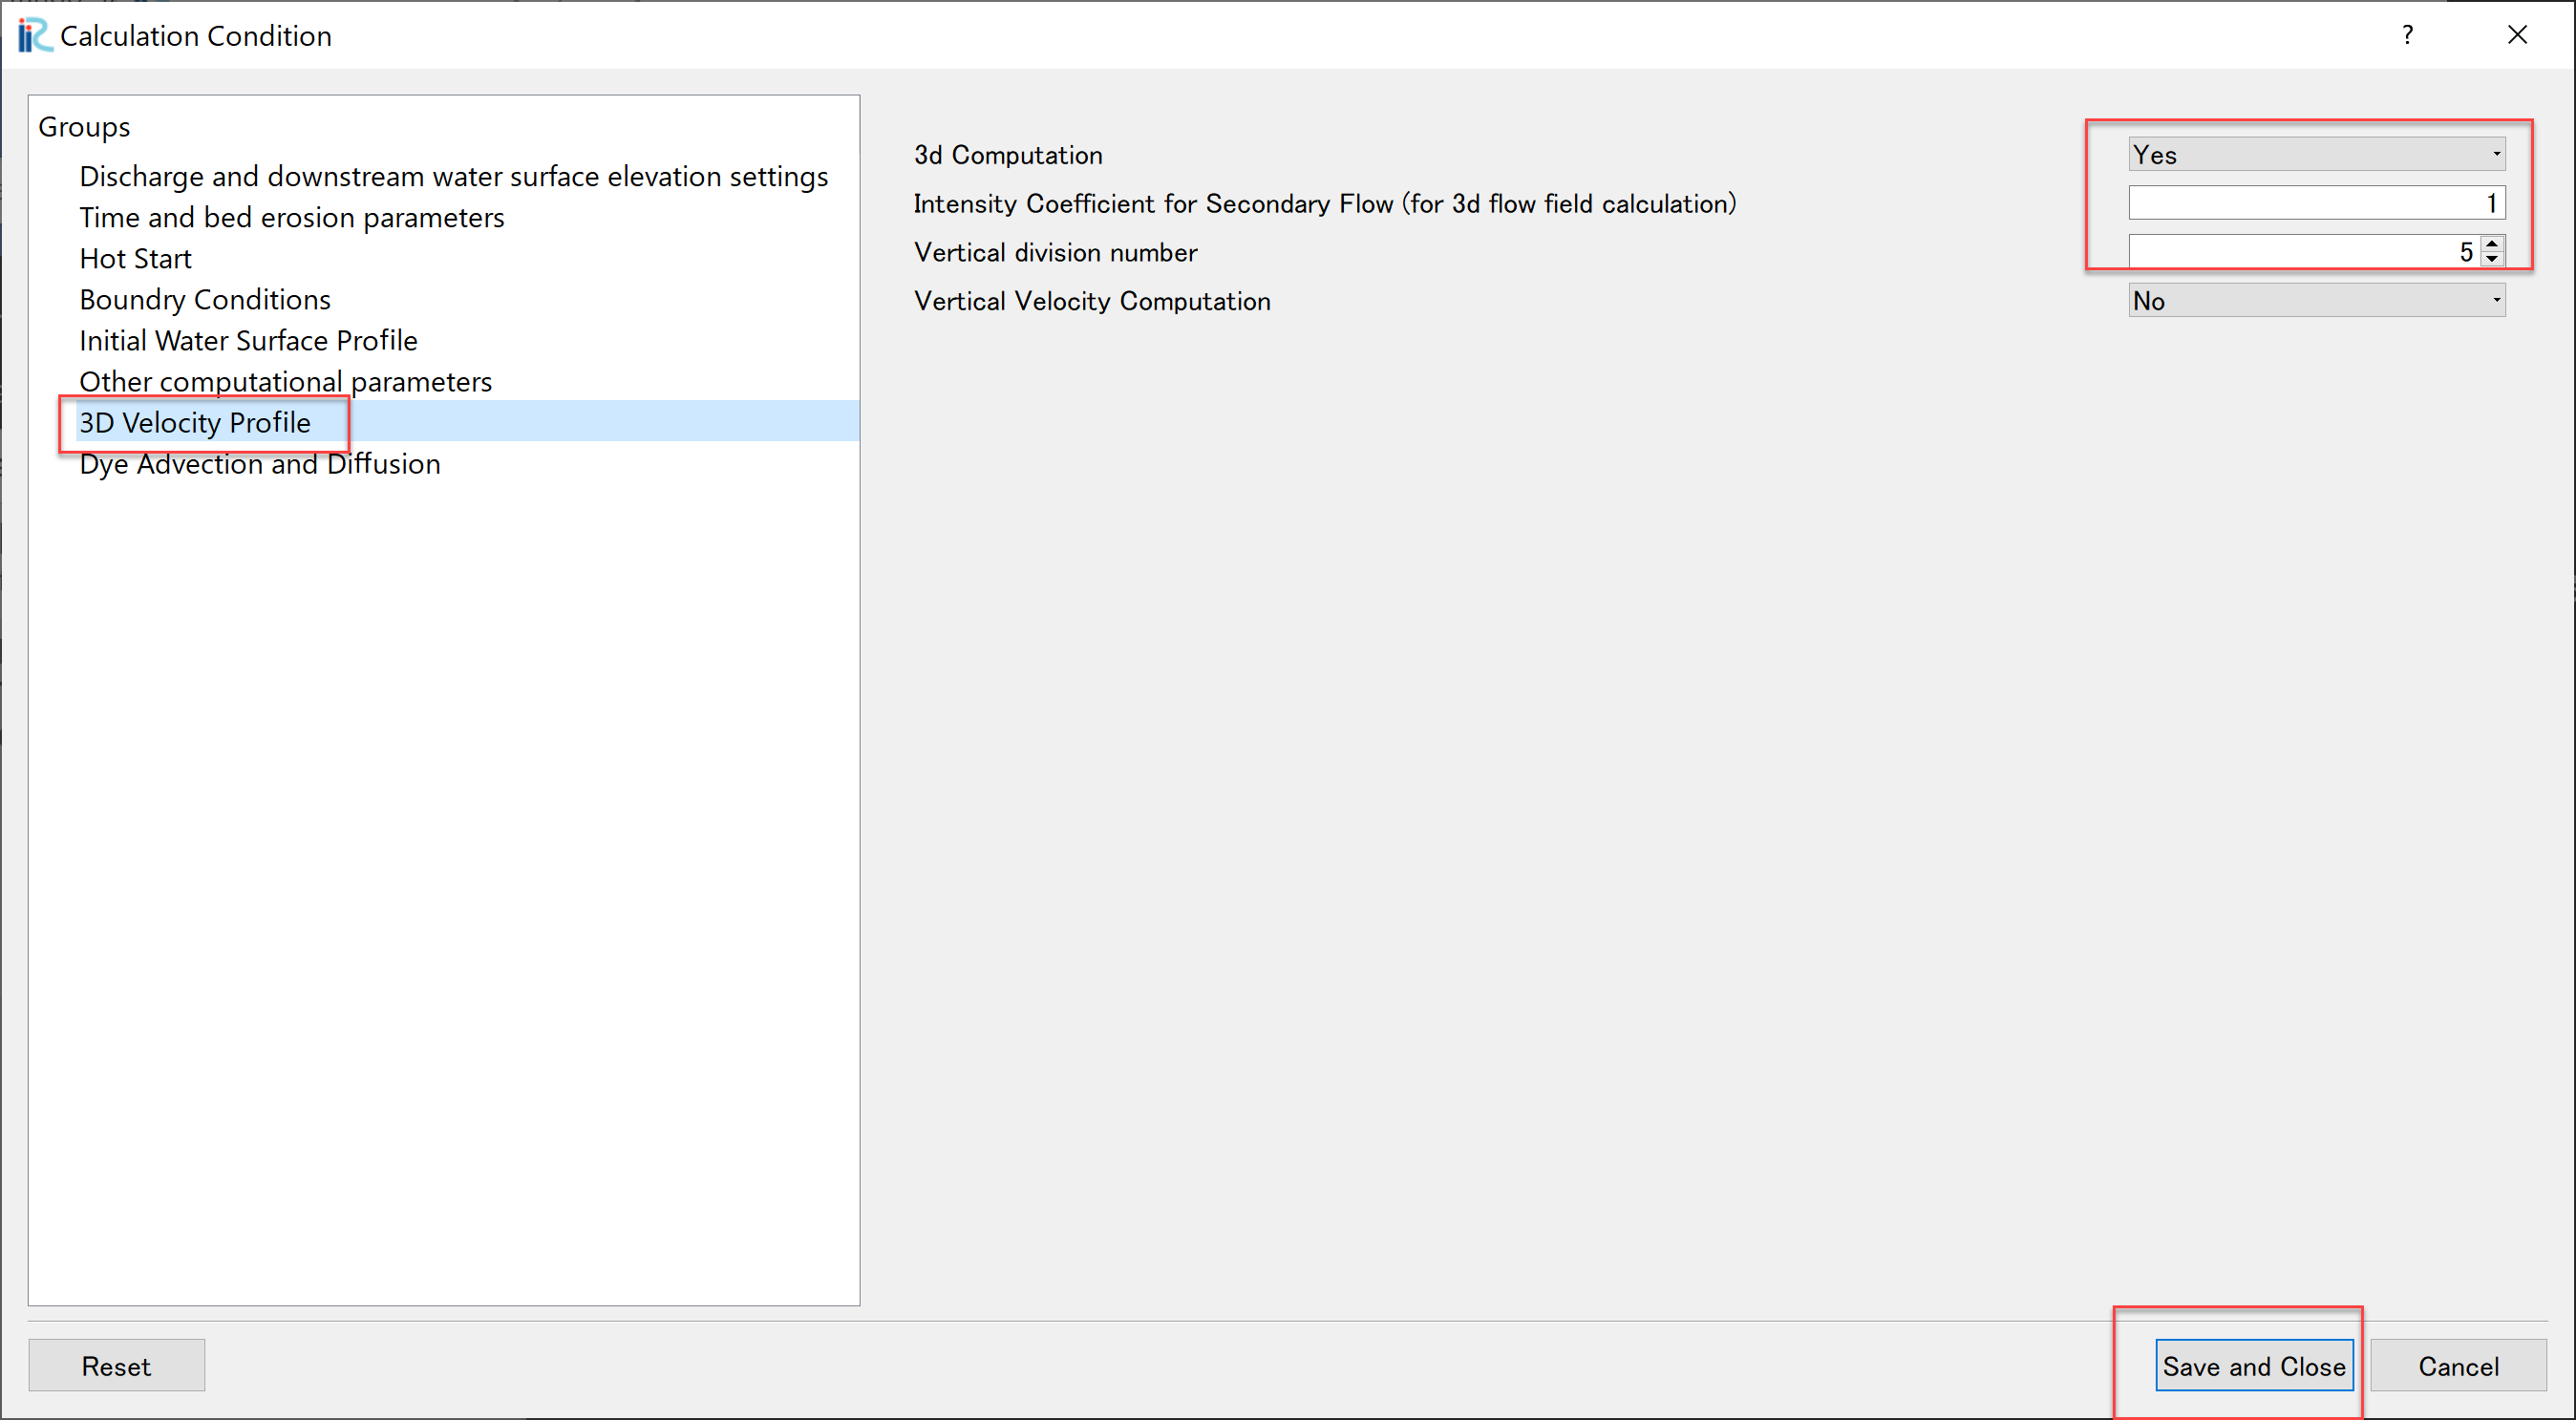 Calculation Condition
?
Groups
Discharge and downstream water surface elevation settings
Time and bed erosion parameters
Hot Start
Boundry Conditions
Initial Water Surface Profile
Other computational parameters
3D Velocity Profile
Dye Advection and Diffusion
3d Computation
Yes
Intensity Coefficient for Secondary Flow (for 3d flow field calculation)
1
Vertical division number
5
Vertical Velocity Computation
No
Reset
Save and Close
Cancel